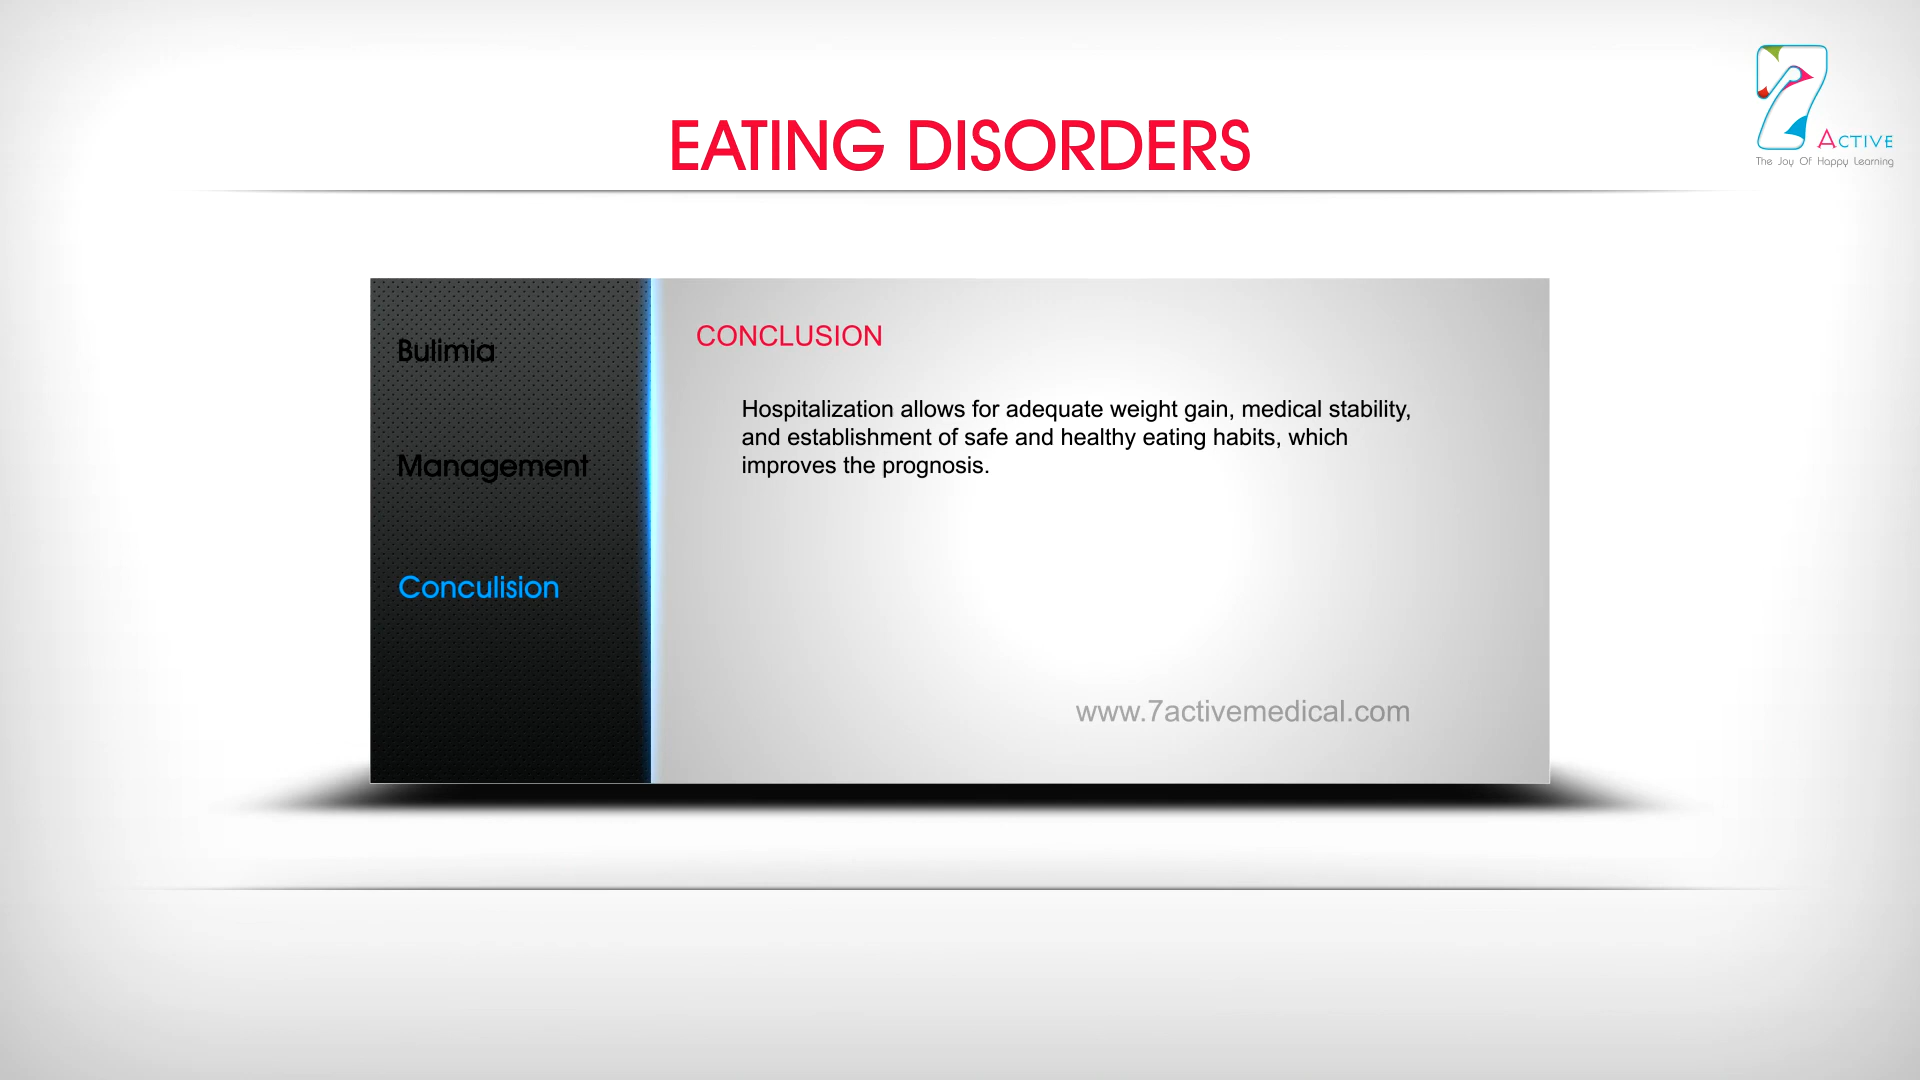 EATING DISORDERS
7
ACTIVE
The Joy Of Happy Learning
Bulimia
Management
Conculision
CONCLUSION
Hospitalization allows for adequate weight gain, medical stability,
and establishment of safe and healthy eating habits, which
improves the prognosis.
www.7activemedical.com